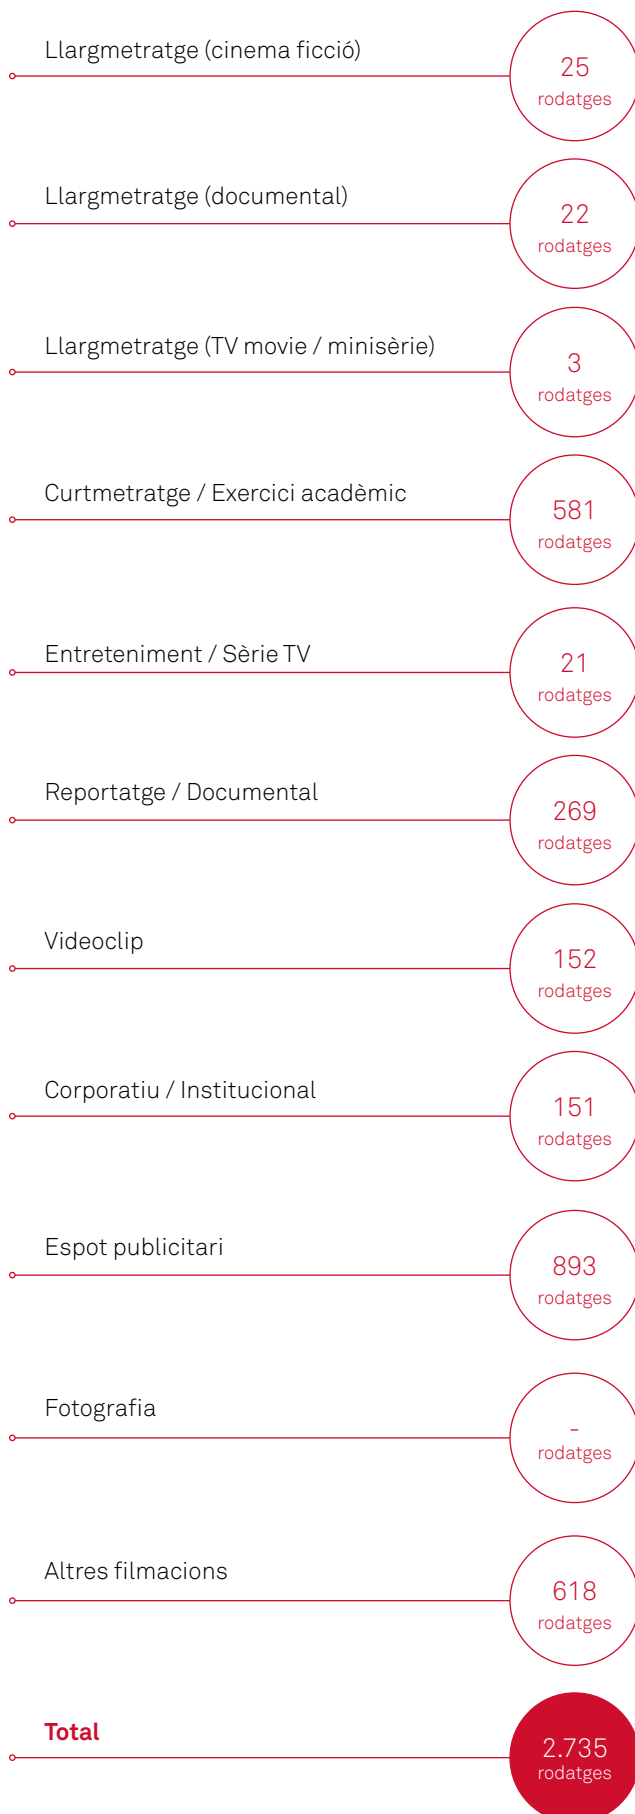 Llargmetratge (cinema ficció)
25
rodatges
Llargmetratge (documental)
22
rodatges
Llargmetratge (TV movie / minisèrie)
3
rodatges
Curtmetratge / Exercici acadèmic
581
rodatges
Entreteniment / Sèrie TV
21
rodatges
Reportatge / Documental
269
rodatges
Videoclip
152
rodatges
Corporatiu / Institucional
151
rodatges
Espot publicitari
893
rodatges
Fotografia
-
rodatges
Altres filmacions
618
rodatges
Total
2.735
rodatges